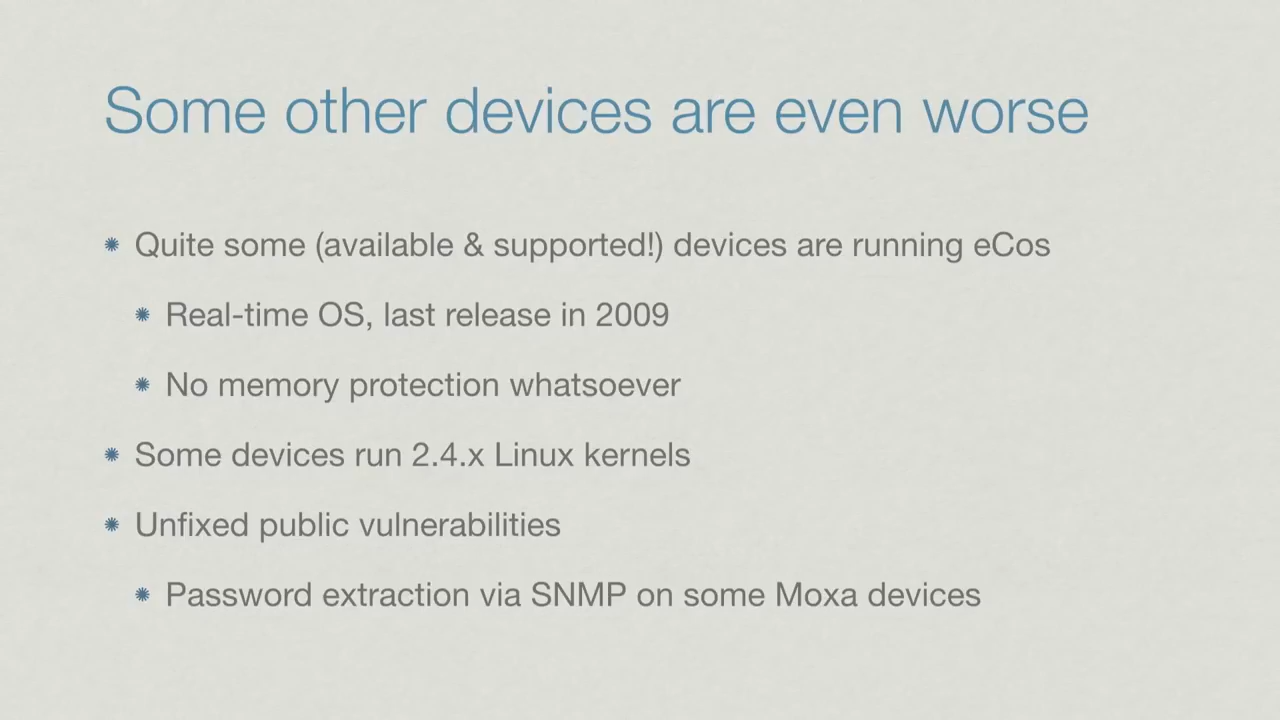 Some other devices are even worse
Quite some (available & supported!) devices are running eCos
Real-time OS, last release in 2009
No memory protection whatsoever
Some devices run 2.4.x Linux kernels
Unfixed public vulnerabilities
Password extraction via SNMP on some Moxa devices